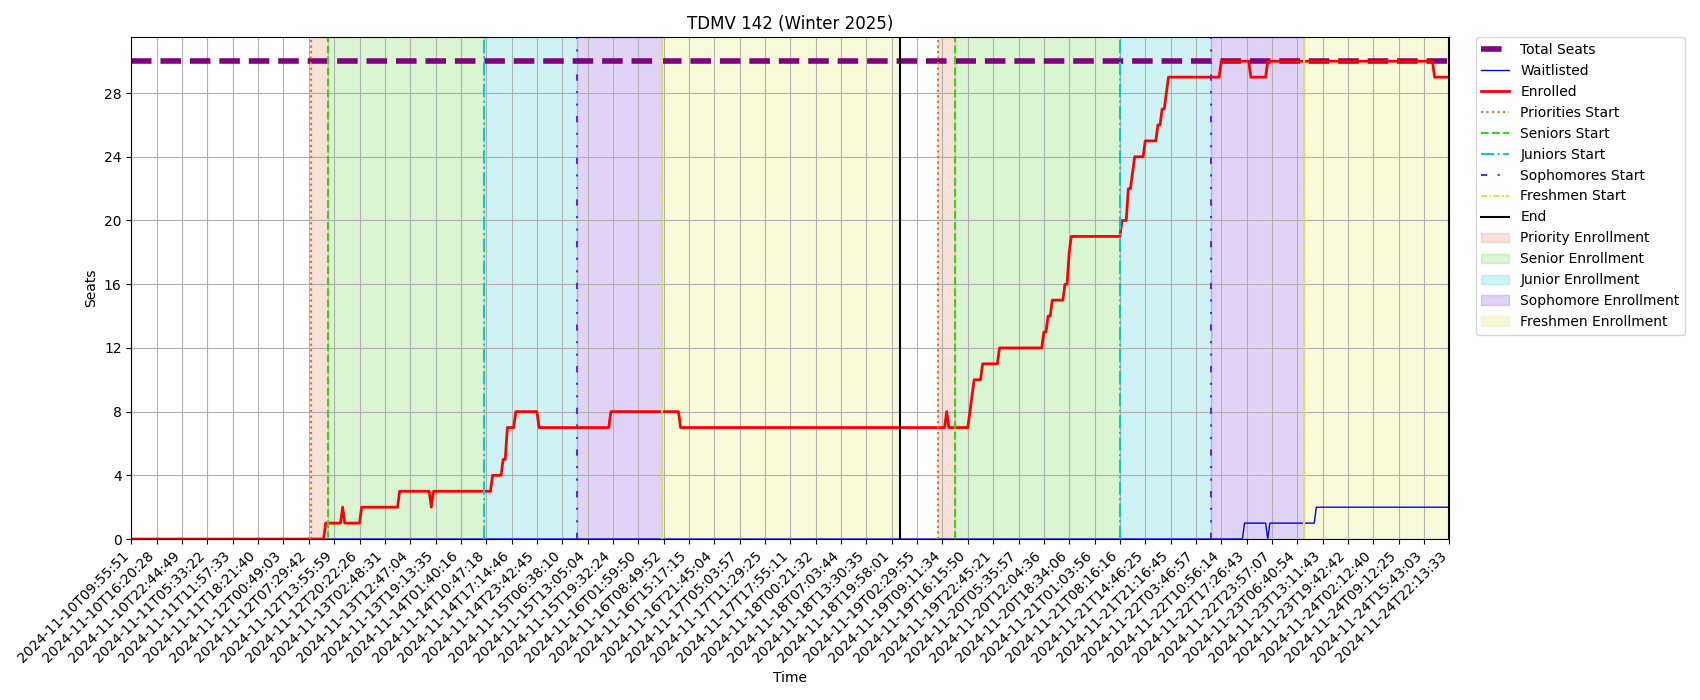 TDMV 142 (Winter 2025)
Seats
28
24
20
16
12
8
4
0
2024-11-10T09:55:51
2024-11-10T16:20:28
2024-11-10T22:44:49
2024-11-11T05:33:22
2024-11-11T11:57:33
2024-11-11T18:21:40
2024-11-12T00:49:03
2024-11-12T07:29:42
2024-11-12T13:55:59
2024-11-12T20:22:26
2024-11-13T02:48:31
2024-11-13T12:47:04
2024-11-13T19:13:35
2024-11-14T01:40:16
2024-11-14T10:47:18
2024-11-14T17:14:46
2024-11-14T23:42:45
2024-11-15T06:38:10
2024-11-15T13:05:04
2024-11-15T19:32:24
2024-11-16T01:59:50
2024-11-16T08:49:52
2024-11-16T15:17:15
2024-11-16T21:45:04
2024-11-17T05:03:57
2024-11-17T11:29:25
2024-11-17T17:55:11
2024-11-18T00:21:32
2024-11-18T07:03:44
2024-11-18T13:30:35
2024-11-18T19:58:01
2024-11-19T02:29:55
2024-11-19T09:11:34
2024-11-19T16:15:50
2024-11-19T22:45:21
2024-11-20T05:35:57
2024-11-20T12:04:36
2024-11-20T18:34:06
2024-11-21T01:03:56
2024-11-21T08:16:16
2024-11-21T14:46:25
2024-11-21T21:16:45
2024-11-22T03:46:57
2024-11-22T10:56:14
2024-11-22T17:26:43
2024-11-22T23:57:07
2024-11-23T06:40:54
2024-11-23T13:11:43
2024-11-23T19:42:42
2024-11-24T02:12:40
2024-11-24T09:12:25
2024-11-24T15:43:03
2024-11-24T22:13:33
Time
Total Seats
Waitlisted
Enrolled
Priorities Start
Seniors Start
Juniors Start
Sophomores Start
Freshmen Start
End
Priority Enrollment
Senior Enrollment
Junior Enrollment
Sophomore Enrollment
Freshmen Enrollment